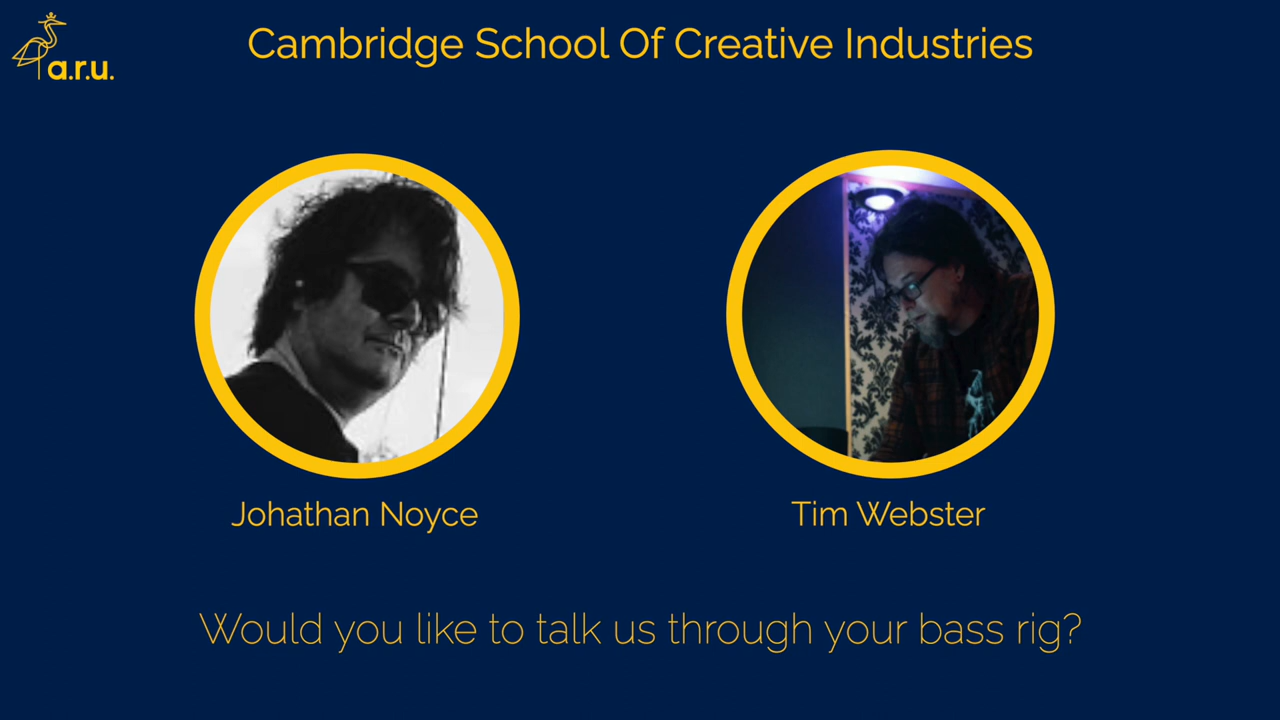 Cambridge School Of Creative Industries
a.r.u.
Johathan Noyce
Tim Webster
Would you like to talk us through your bass rig?